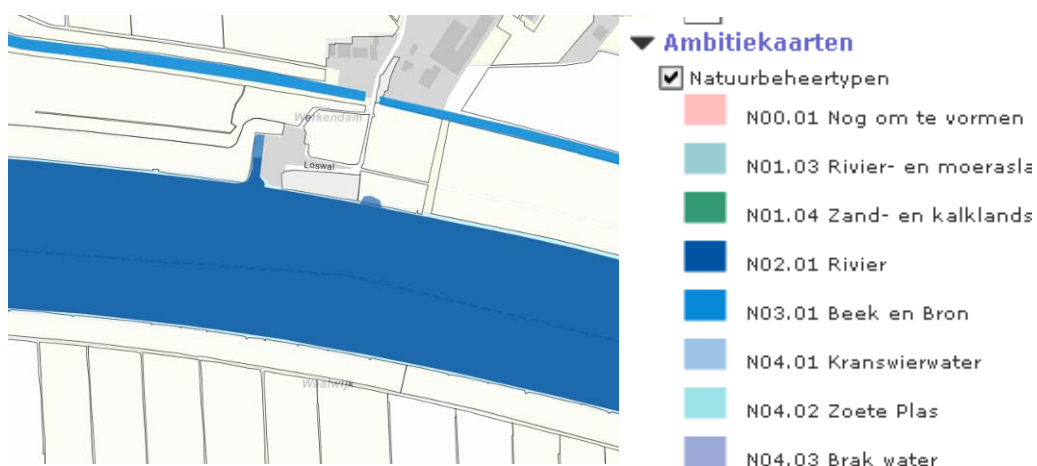 Werkendam
Loswal
Waalwijk
Ambitiekaarten
Natuurbeheertypen
N00.01 Nog om te vormen
N01.03 Rivier- en moerasla
N01.04 Zand- en kalklands
N02.01 Rivier
N03.01 Beek en Bron
N04.01 Kranswierwater
N04.02 Zoete Plas
N04.03 Brak water